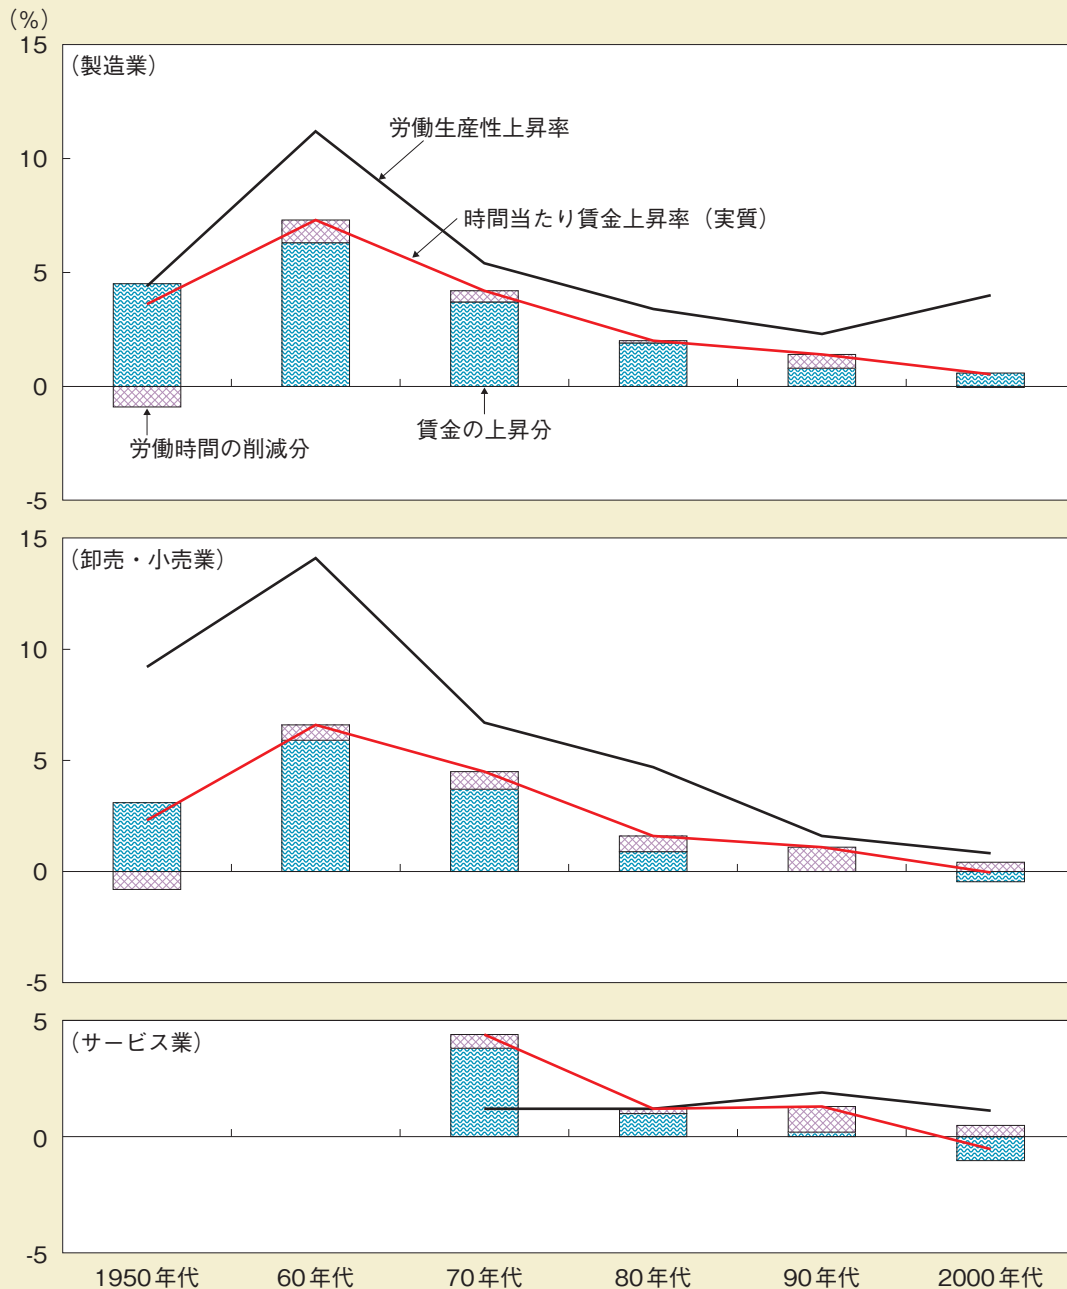 （%）
15
（製造業）
労働生産性上昇率
10
時間当たり賃金上昇率（実質）
5
0
賃金の上昇分
労働時間の削減分
-5
15
（卸売・小売業）
10
5
0
-5
5
（サービス業）
0
-5
1950年代 60年代 70年代 80年代 90年代 2000年代